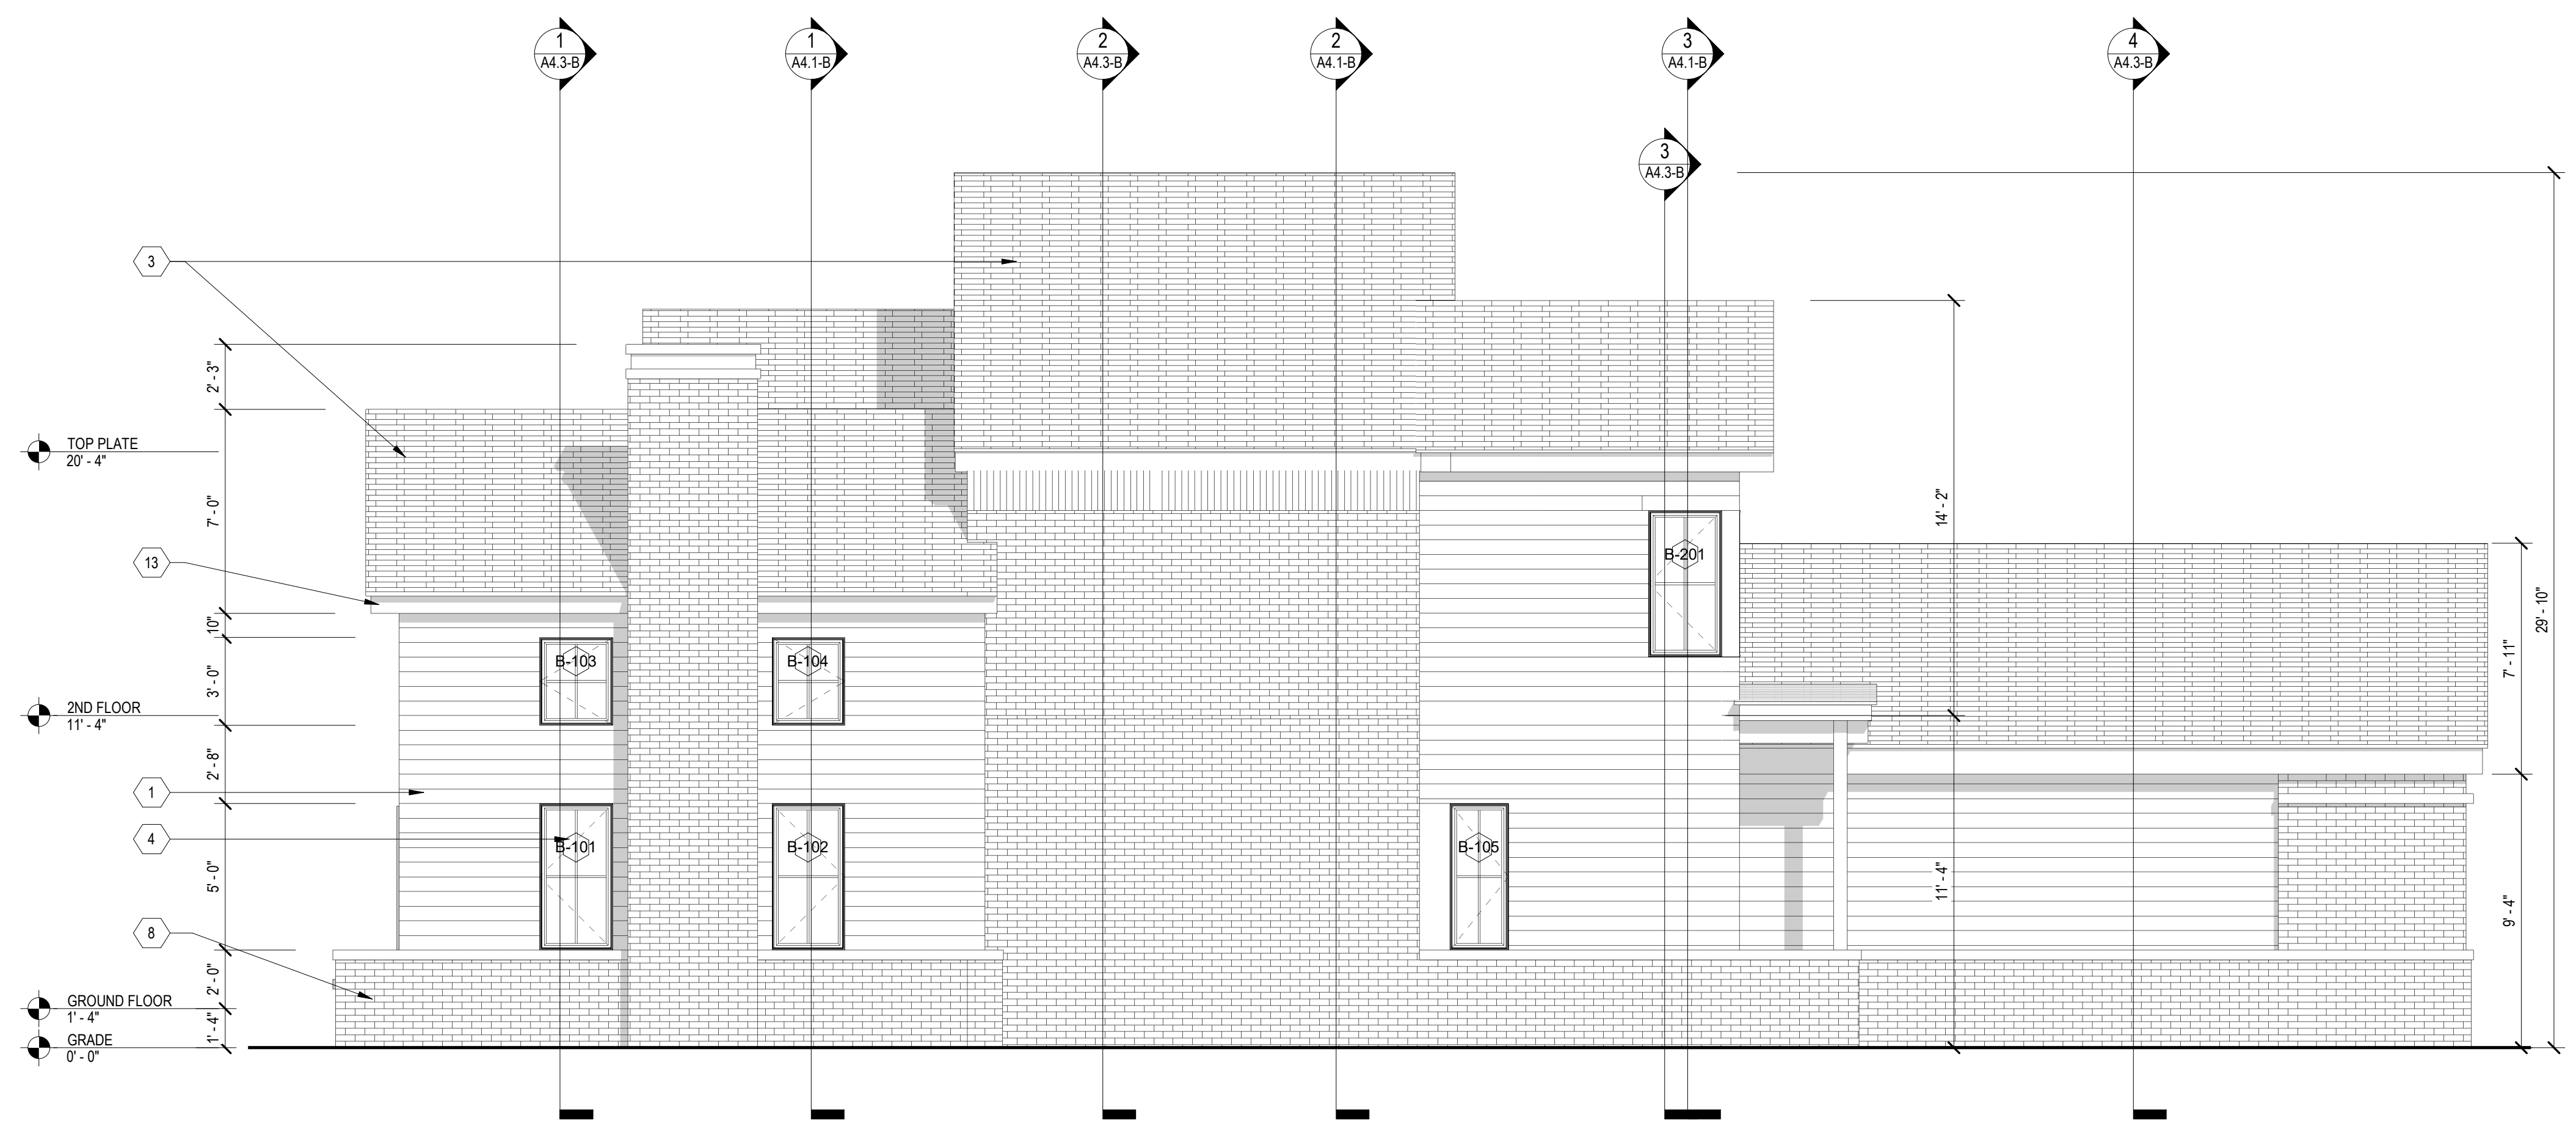 1
A4.3-B
1
A4.1-B
2
A4.3-B
2
A4.1-B
3
A4.1-B
4
A4.3-B
3
A4.3-B
3
TOP PLATE
20' - 4"
13
2ND FLOOR
11' - 4"
1
4
8
GROUND FLOOR
1' - 4"
GRADE
0' - 0"
2' - 3"
7' - 0"
10"
3' - 0"
2' - 8"
5' - 0"
2' - 0"
1' - 4"
B-103
B-104
B-101
B-102
B-201
B-105
14' - 2"
11' - 4"
29' - 10"
7' - 11"
9' - 4"